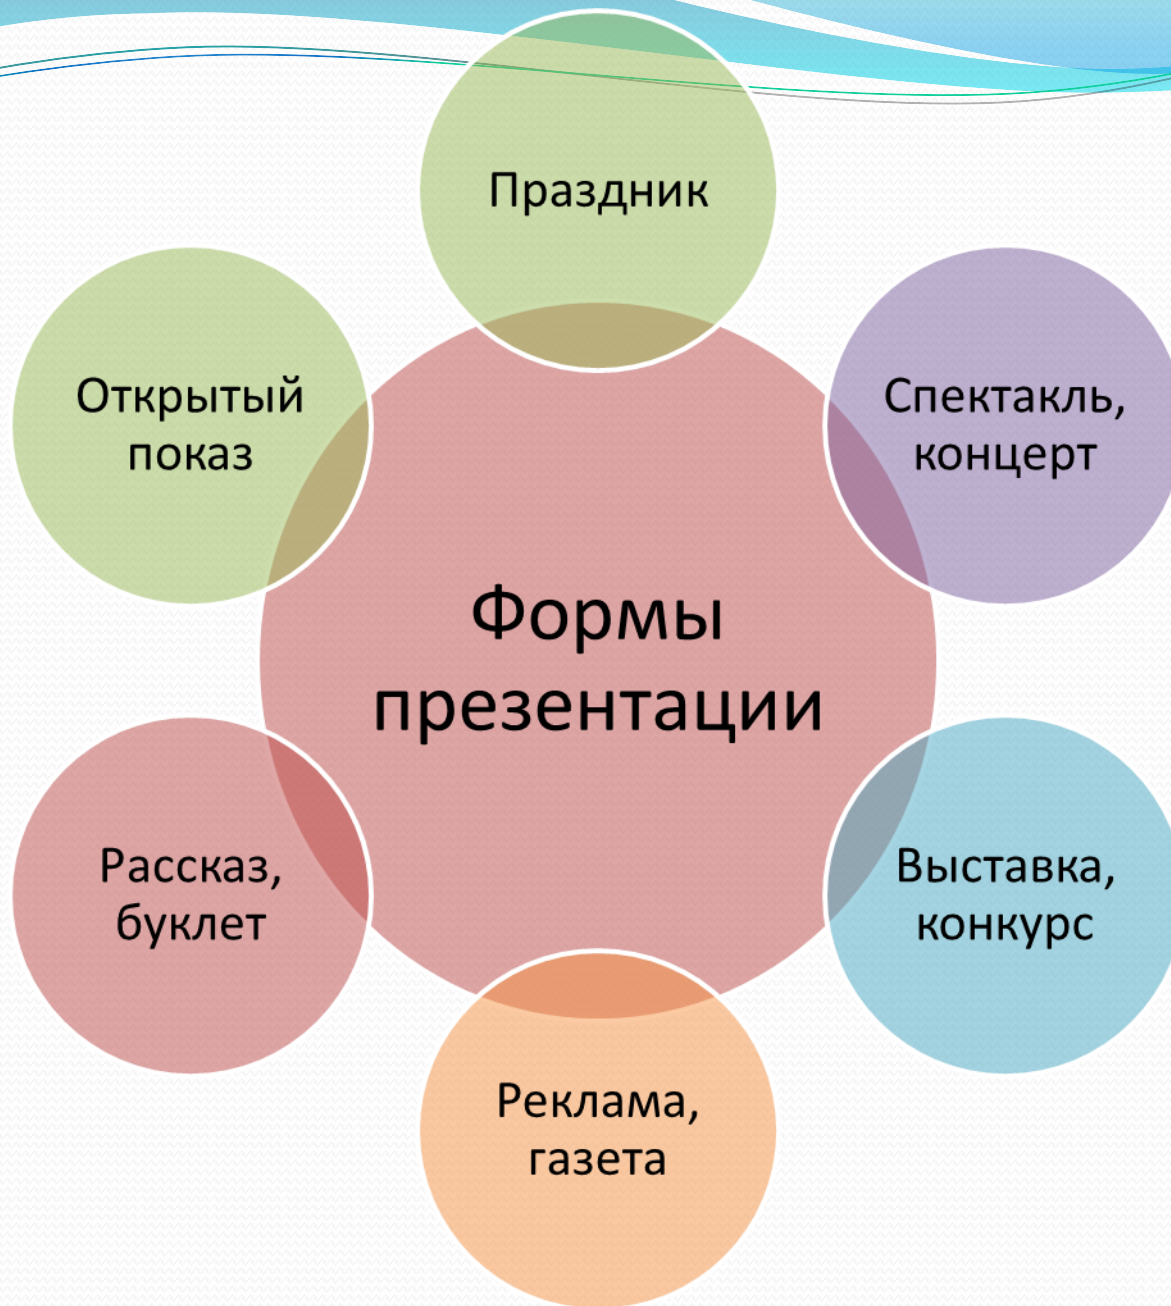 Праздник
Открытый
показ
Спектакль,
концерт
Формы
презентации
Рассказ,
буклет
Выставка,
конкурс
Реклама,
газета